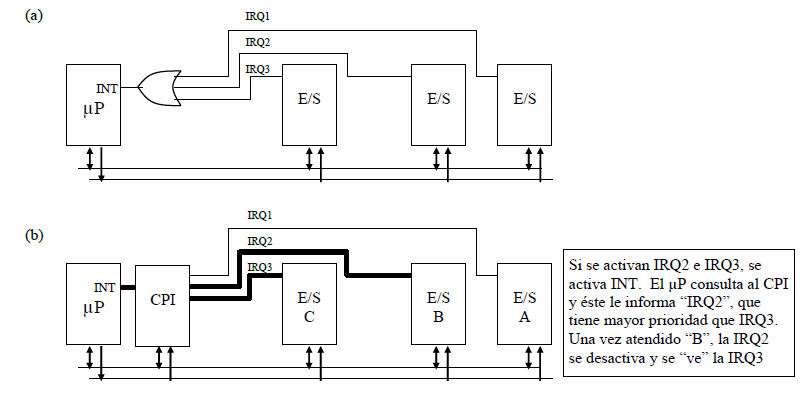 (a)
IRQ1
IRQ2
IRQ3
INT
µP
E/S
E/S
E/S
(b)
IRQ1
IRQ2
IRQ3
INT
µP
CPI
E/S
C
E/S
B
E/S
A
Si se activan IRQ2 e IRQ3, se
activa INT. El µP consulta al CPI
y éste le informa “IRQ2”, que
tiene mayor prioridad que IRQ3.
Una vez atendido “B”, la IRQ2
se desactiva y se “ve” la IRQ3